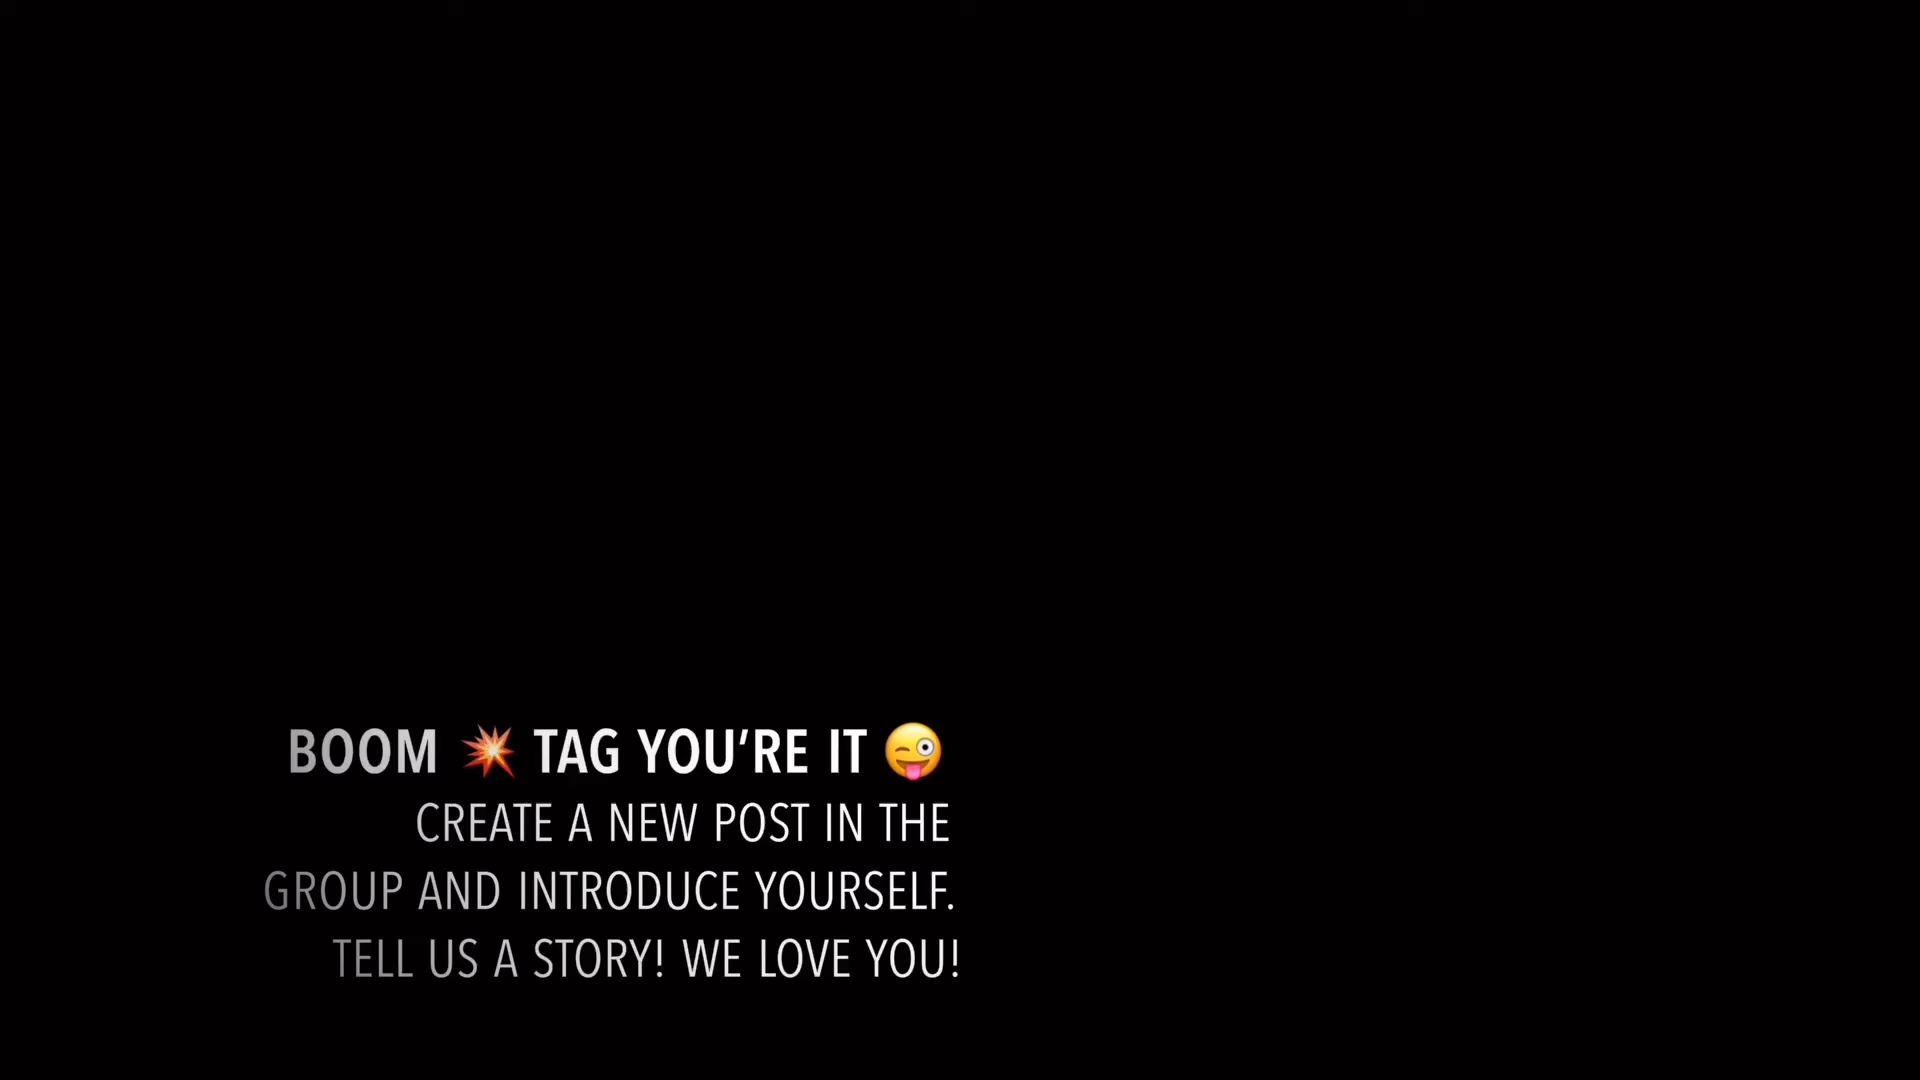 BOOM 💥 TAG YOU’RE IT 😜
CREATE A NEW POST IN THE
GROUP AND INTRODUCE YOURSELF.
TELL US A STORY! WE LOVE YOU!